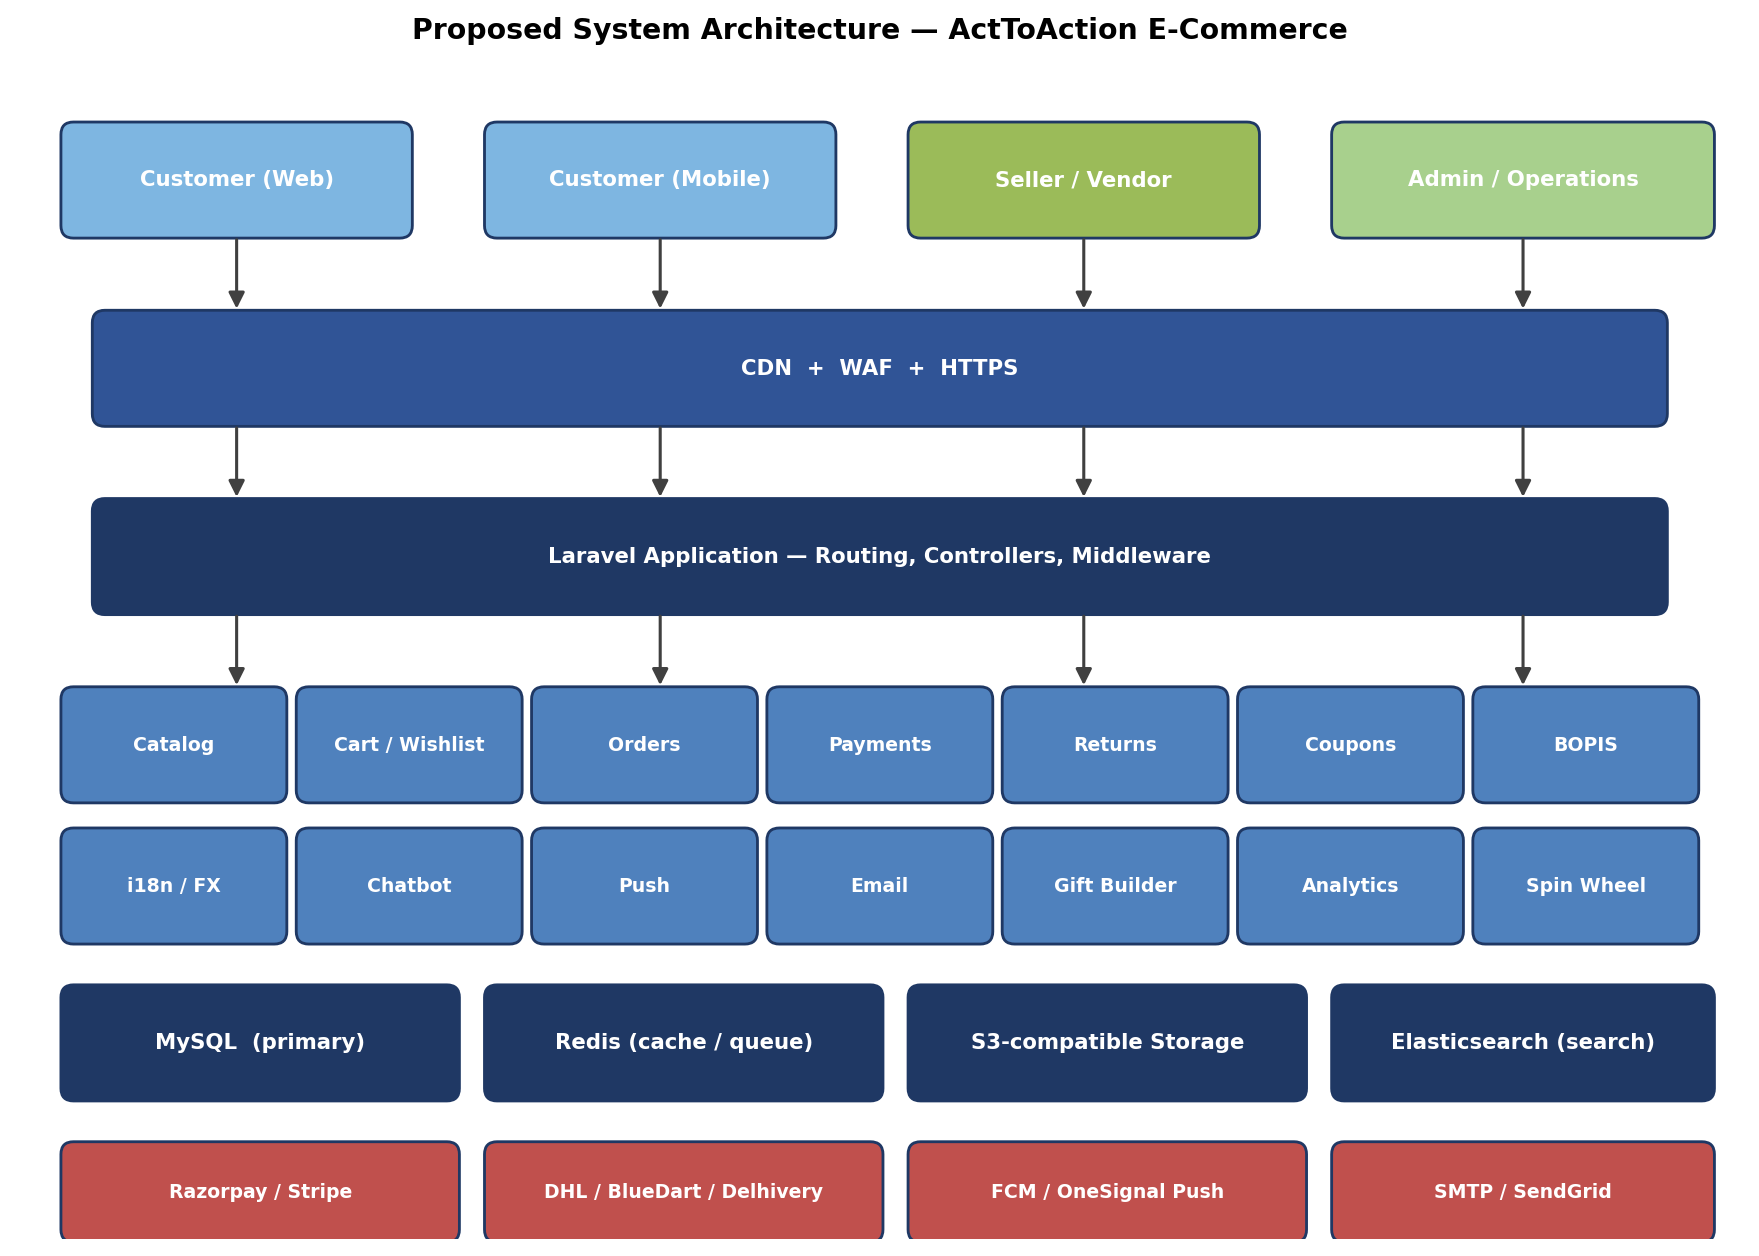 Proposed System Architecture — ActToAction E-Commerce
Customer (Web)
Customer (Mobile)
Seller / Vendor
Admin / Operations
CDN + WAF + HTTPS
Laravel Application — Routing, Controllers, Middleware
Catalog
Cart / Wishlist
Orders
Payments
Returns
Coupons
BOPIS
i18n / FX
Chatbot
Push
Email
Gift Builder
Analytics
Spin Wheel
MySQL (primary)
Redis (cache / queue)
S3-compatible Storage
Elasticsearch (search)
Razorpay / Stripe
DHL / BlueDart / Delhivery
FCM / OneSignal Push
SMTP / SendGrid